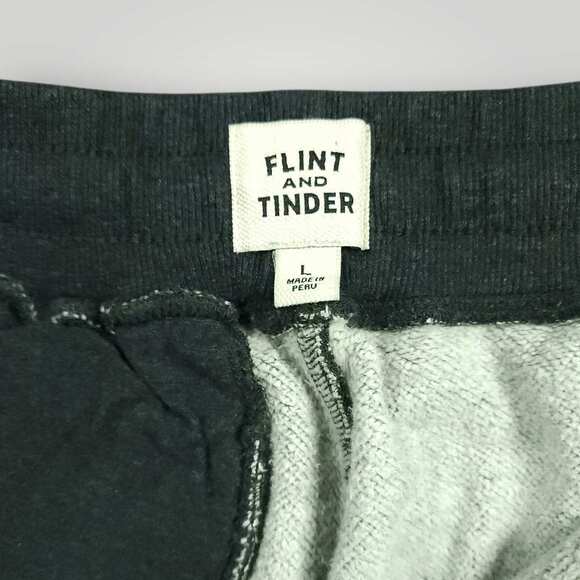 FLINT
AND
TINDER
L
MADE IN
PERU